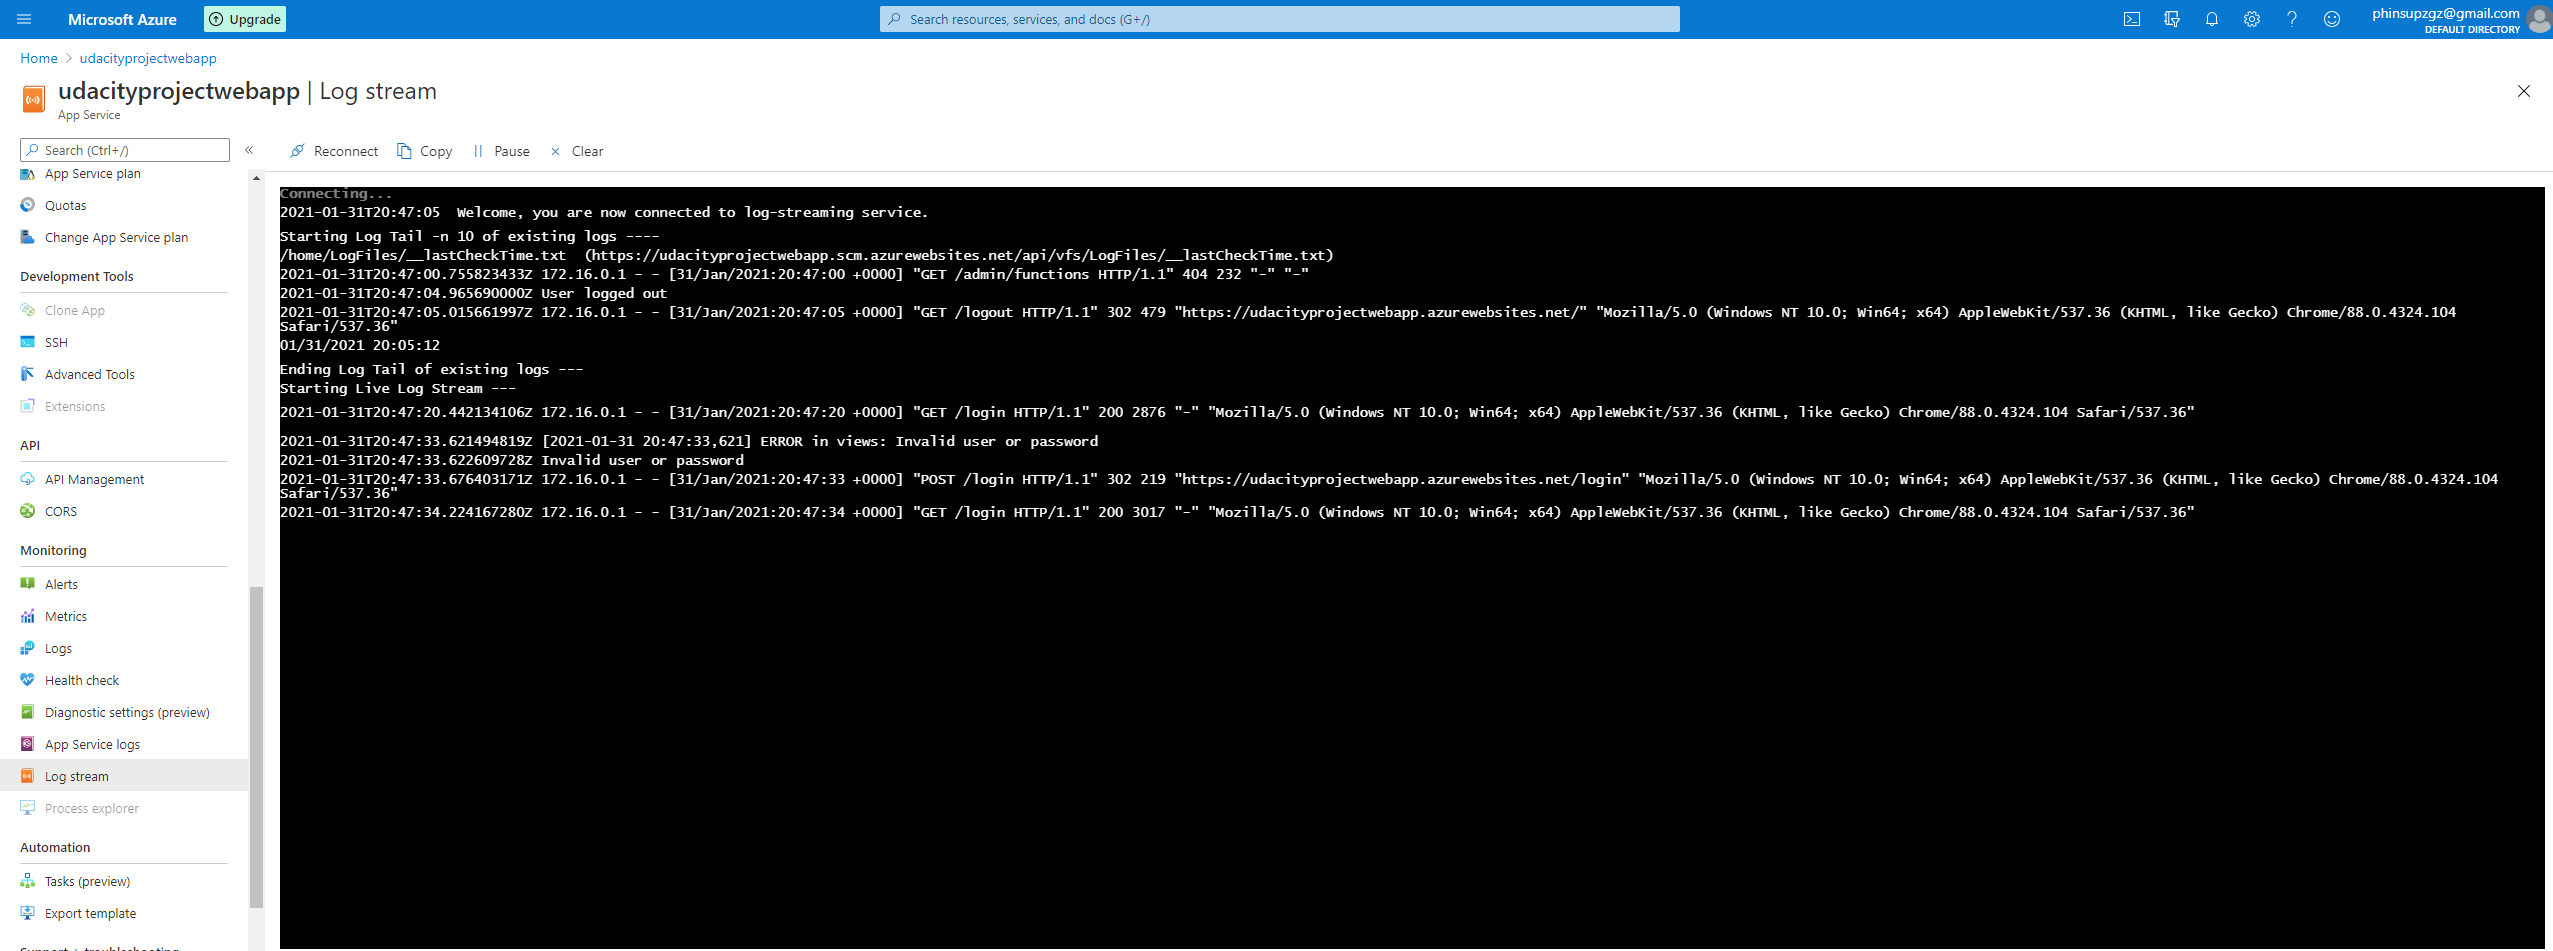 Microsoft Azure
Upgrade
Search resources, services, and docs (G+/)
phinsupzgz@gmail.com
DEFAULT DIRECTORY
Home > udacityprojectwebapp
udacityprojectwebapp | Log stream
App Service
Search (Ctrl+/)
«
Reconnect
Copy
Pause
Clear
App Service plan
Quotas
Change App Service plan
Development Tools
Clone App
SSH
Advanced Tools
Extensions
API
API Management
CORS
Monitoring
Alerts
Metrics
Logs
Health check
Diagnostic settings (preview)
App Service logs
Log stream
Process explorer
Automation
Tasks (preview)
Export template
Support + troubleshooting
Connecting...
2021-01-31T20:47:05  Welcome, you are now connected to log-streaming service.
Starting Log Tail -n 10 of existing logs ----
/home/LogFiles/__lastCheckTime.txt  (https://udacityprojectwebapp.scm.azurewebsites.net/api/vfs/LogFiles/__lastCheckTime.txt)
2021-01-31T20:47:00.755823433Z 172.16.0.1 - - [31/Jan/2021:20:47:00 +0000] "GET /admin/functions HTTP/1.1" 404 232 "-" "-"
2021-01-31T20:47:04.965690000Z User logged out
2021-01-31T20:47:05.015661997Z 172.16.0.1 - - [31/Jan/2021:20:47:05 +0000] "GET /logout HTTP/1.1" 302 479 "https://udacityprojectwebapp.azurewebsites.net/" "Mozilla/5.0 (Windows NT 10.0; Win64; x64) AppleWebKit/537.36 (KHTML, like Gecko) Chrome/88.0.4324.104
Safari/537.36"
01/31/2021 20:05:12
Ending Log Tail of existing logs ---
Starting Live Log Stream ---
2021-01-31T20:47:20.442134106Z 172.16.0.1 - - [31/Jan/2021:20:47:20 +0000] "GET /login HTTP/1.1" 200 2876 "-" "Mozilla/5.0 (Windows NT 10.0; Win64; x64) AppleWebKit/537.36 (KHTML, like Gecko) Chrome/88.0.4324.104 Safari/537.36"
2021-01-31T20:47:33.621494819Z [2021-01-31 20:47:33,621] ERROR in views: Invalid user or password
2021-01-31T20:47:33.622609728Z Invalid user or password
2021-01-31T20:47:33.676403171Z 172.16.0.1 - - [31/Jan/2021:20:47:33 +0000] "POST /login HTTP/1.1" 302 219 "https://udacityprojectwebapp.azurewebsites.net/login" "Mozilla/5.0 (Windows NT 10.0; Win64; x64) AppleWebKit/537.36 (KHTML, like Gecko) Chrome/88.0.4324.104
Safari/537.36"
2021-01-31T20:47:34.224167280Z 172.16.0.1 - - [31/Jan/2021:20:47:34 +0000] "GET /login HTTP/1.1" 200 3017 "-" "Mozilla/5.0 (Windows NT 10.0; Win64; x64) AppleWebKit/537.36 (KHTML, like Gecko) Chrome/88.0.4324.104 Safari/537.36"